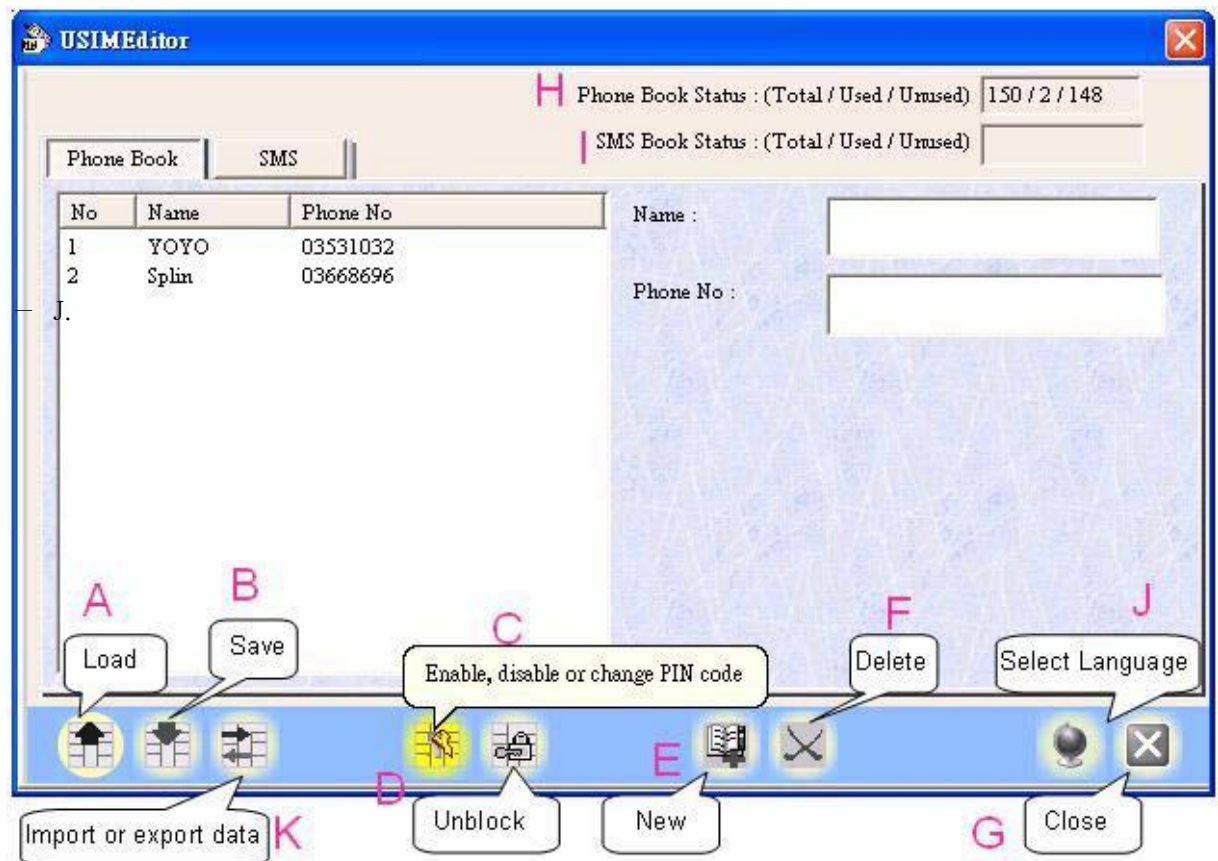 USIMEditor
H Phone Book Status : (Total / Used / Unused) 150 / 2 / 148
I SMS Book Status : (Total / Used / Unused)
Phone Book SMS
No Name Phone No
1 YOYO 03531032
2 Splin 03668696
– J.
Name :
Phone No :
A B C F J
Load Save Enable, disable or change PIN code Delete Select Language
D E
Import or export data K Unblock New G Close